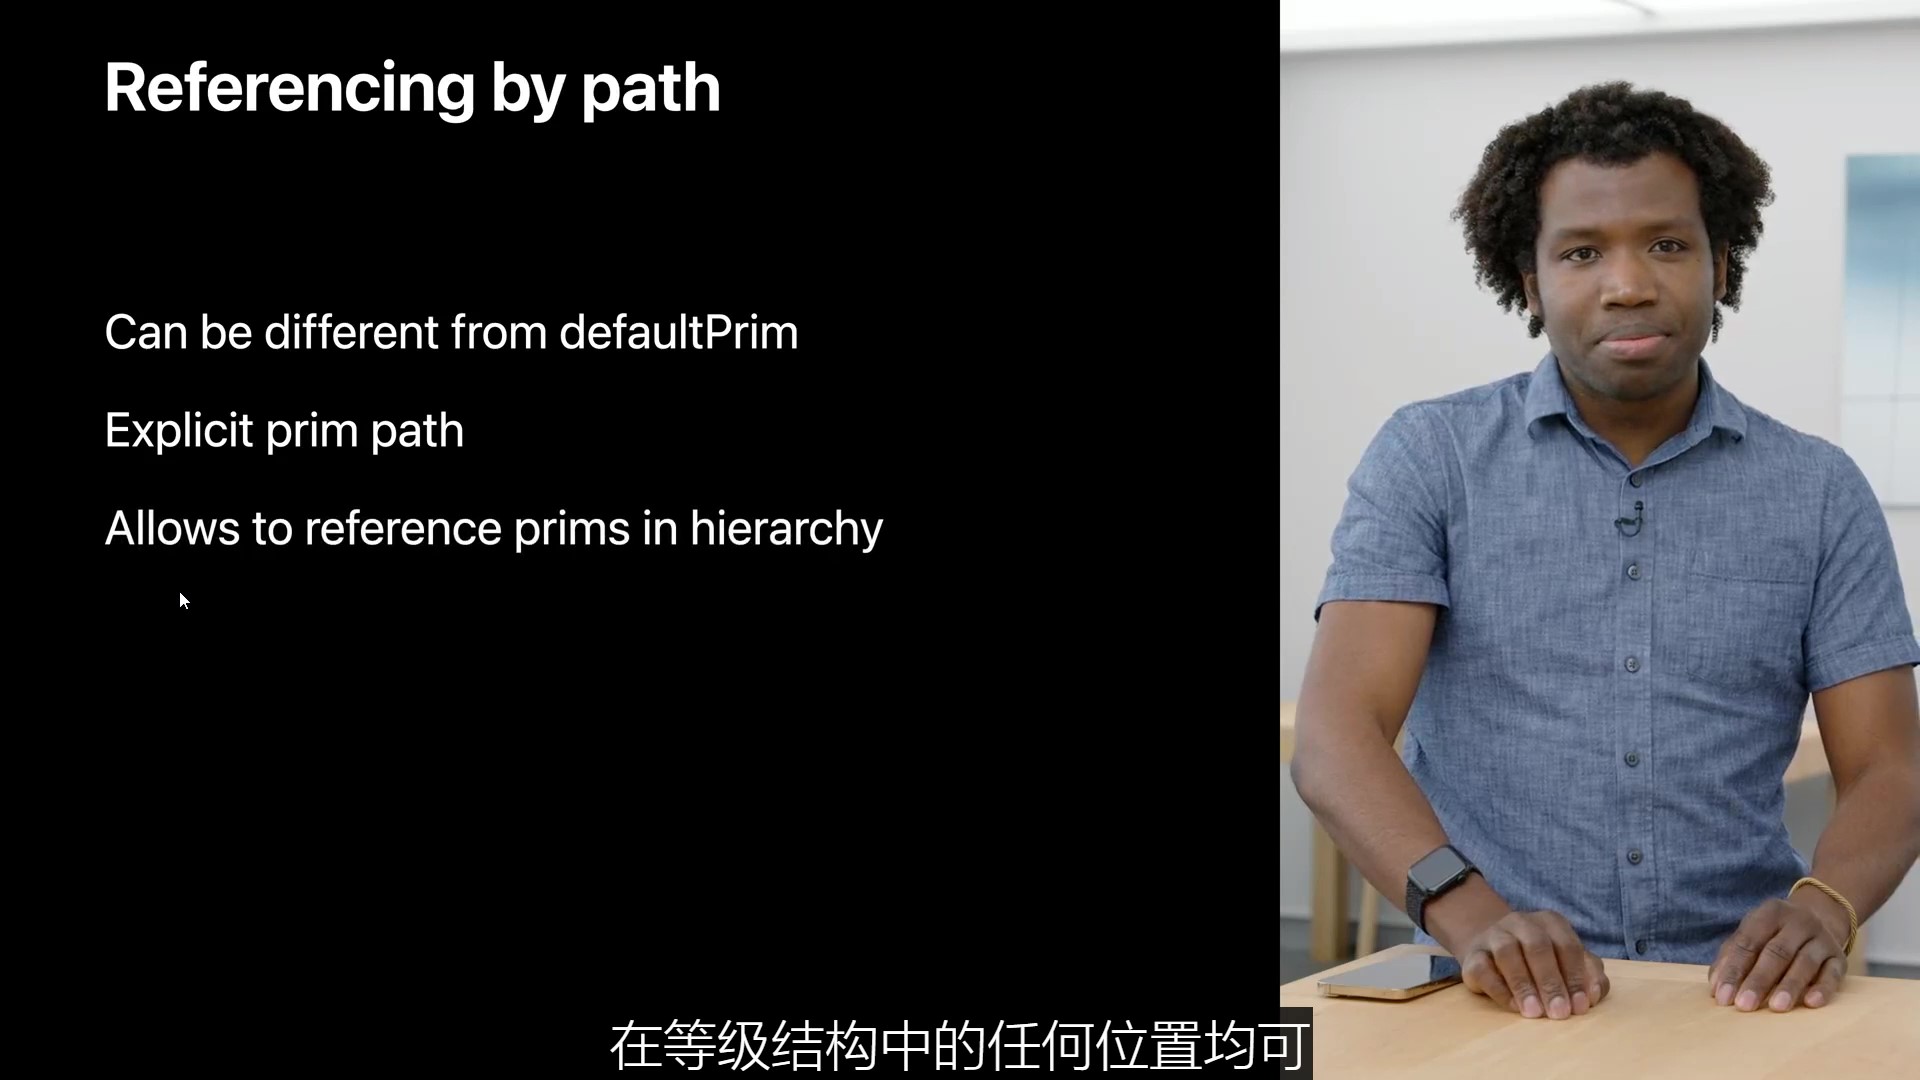 Referencing by path
Can be different from defaultPrim
Explicit prim path
Allows to reference prims in hierarchy
在等级结构中的任何位置均可